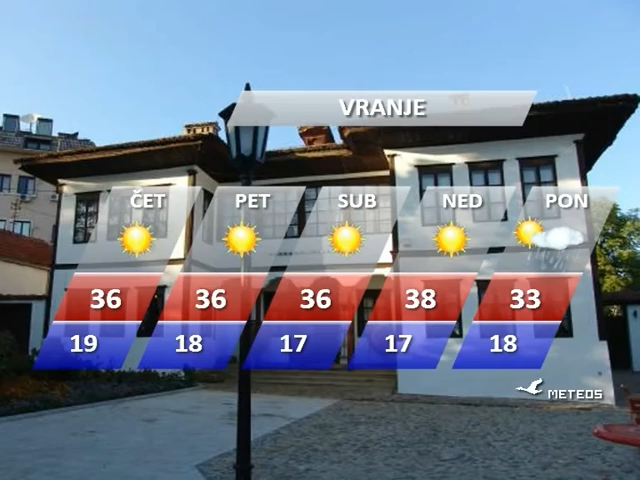 VRANJE
ČET PET SUB NED PON
36 36 36 38 33
19 18 17 17 18
METEOS